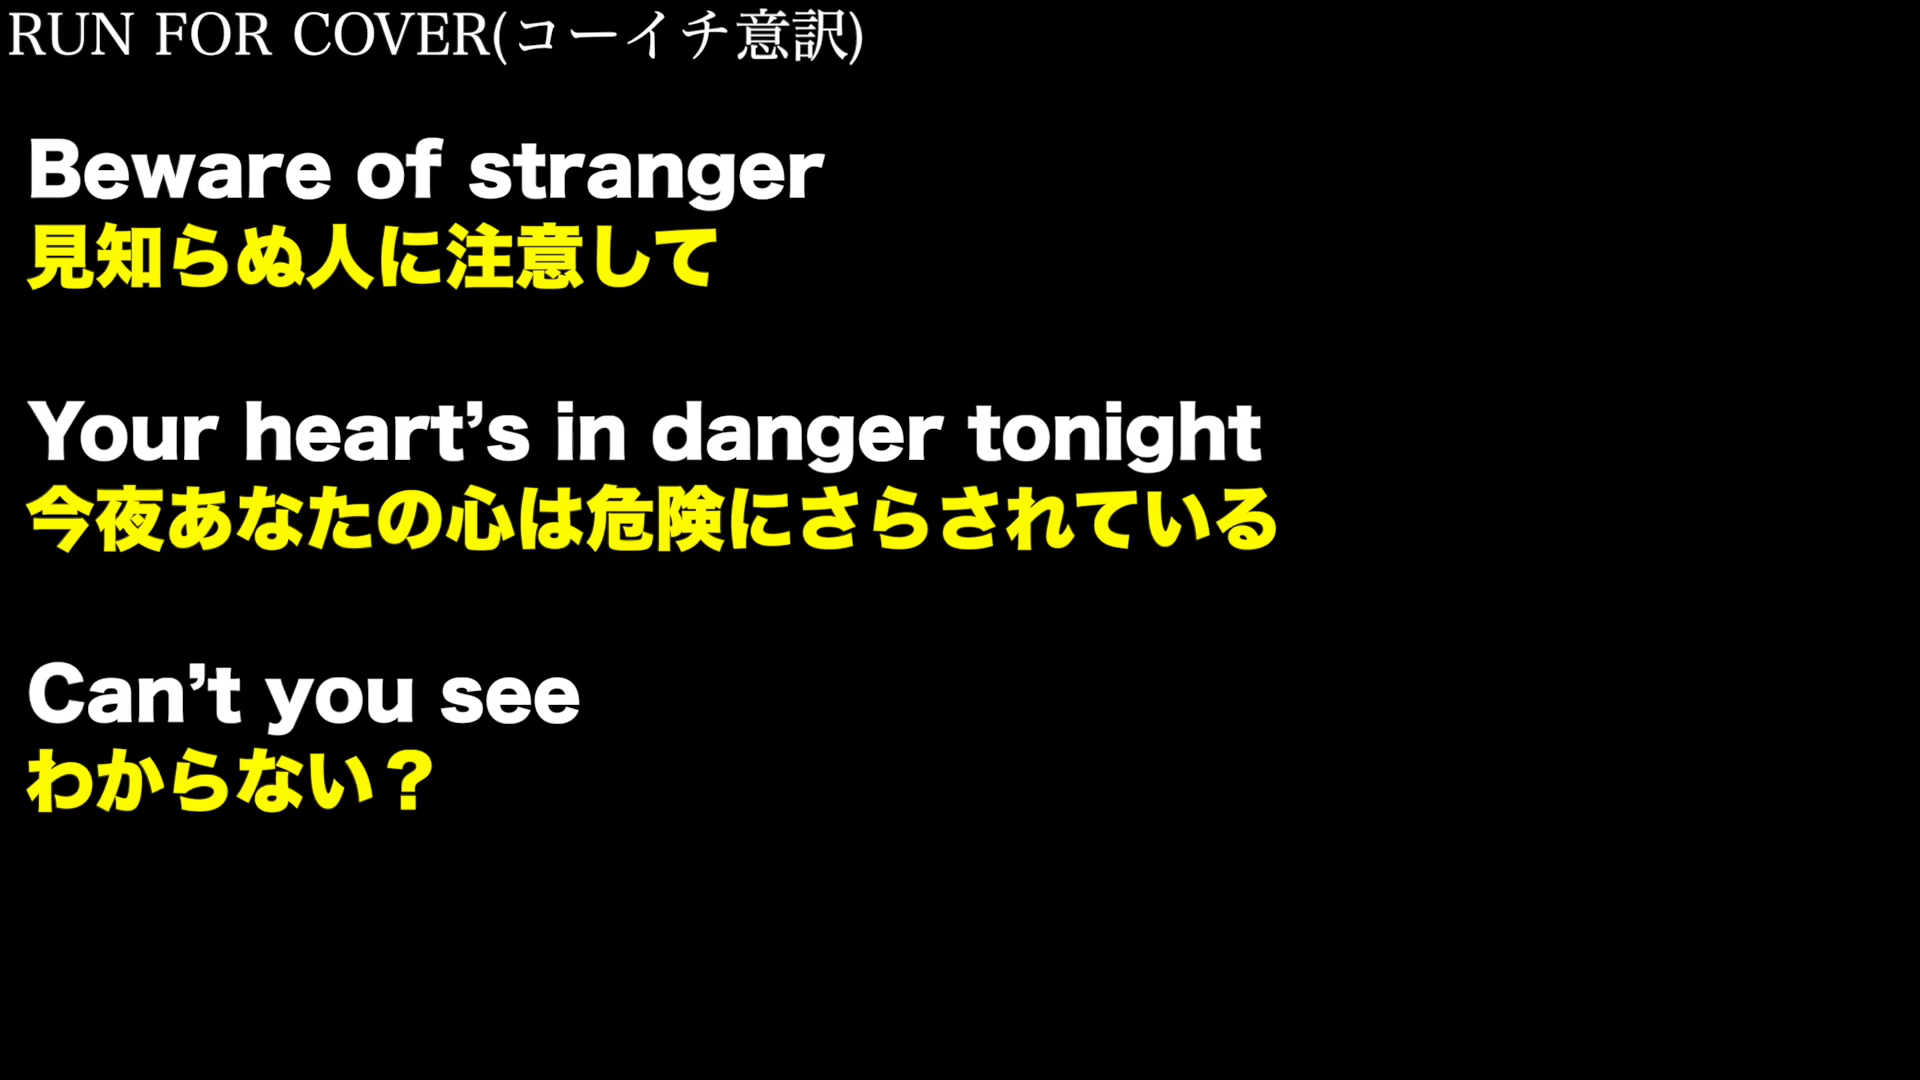 RUN FOR COVER(コーイチ意訳)
Beware of stranger
見知らぬ人に注意して
Your heart’s in danger tonight
今夜あなたの心は危険にさらされている
Can’t you see
わからない？